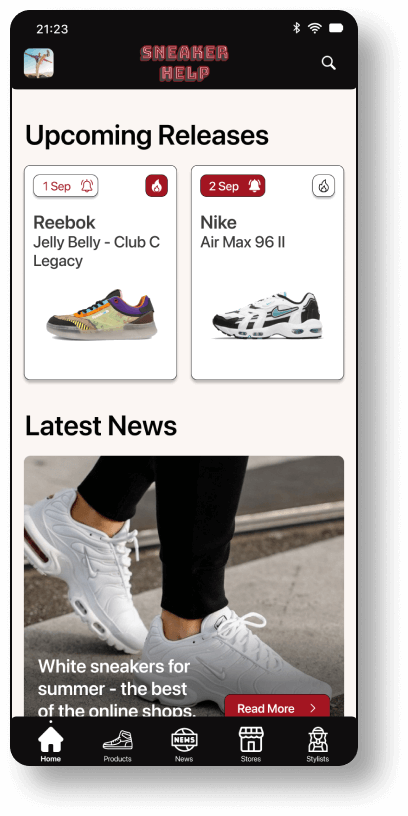 21:23
SNEAKER
HELP
Upcoming Releases
1 Sep
2 Sep
Reebok
Jelly Belly - Club C
Legacy
Nike
Air Max 96 II
Latest News
White sneakers for
summer - the best
of the online shops.
Read More
NEWS
Home
Products
News
Stores
Stylists